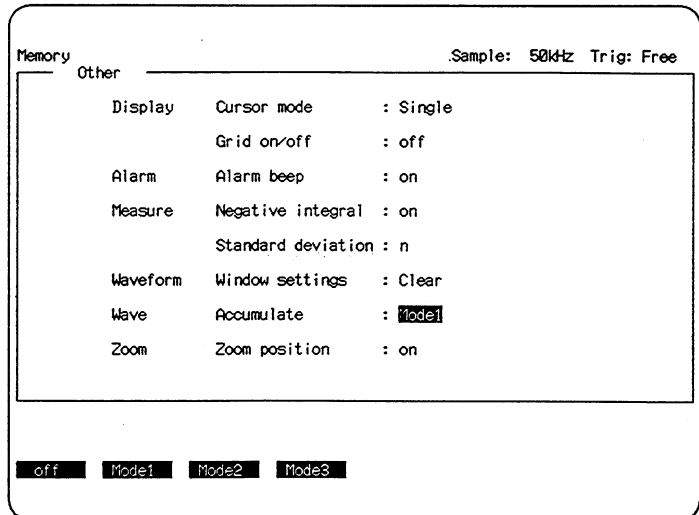 Memory .Sample: 50kHz Trig: Free
Other
Display Cursor mode : Single
Grid on/off : off
Alarm Alarm beep : on
Measure Negative integral : on
Standard deviation : n
Waveform Window settings : Clear
Wave Accumulate : Mode1
Zoom Zoom position : on
off Mode1 Mode2 Mode3